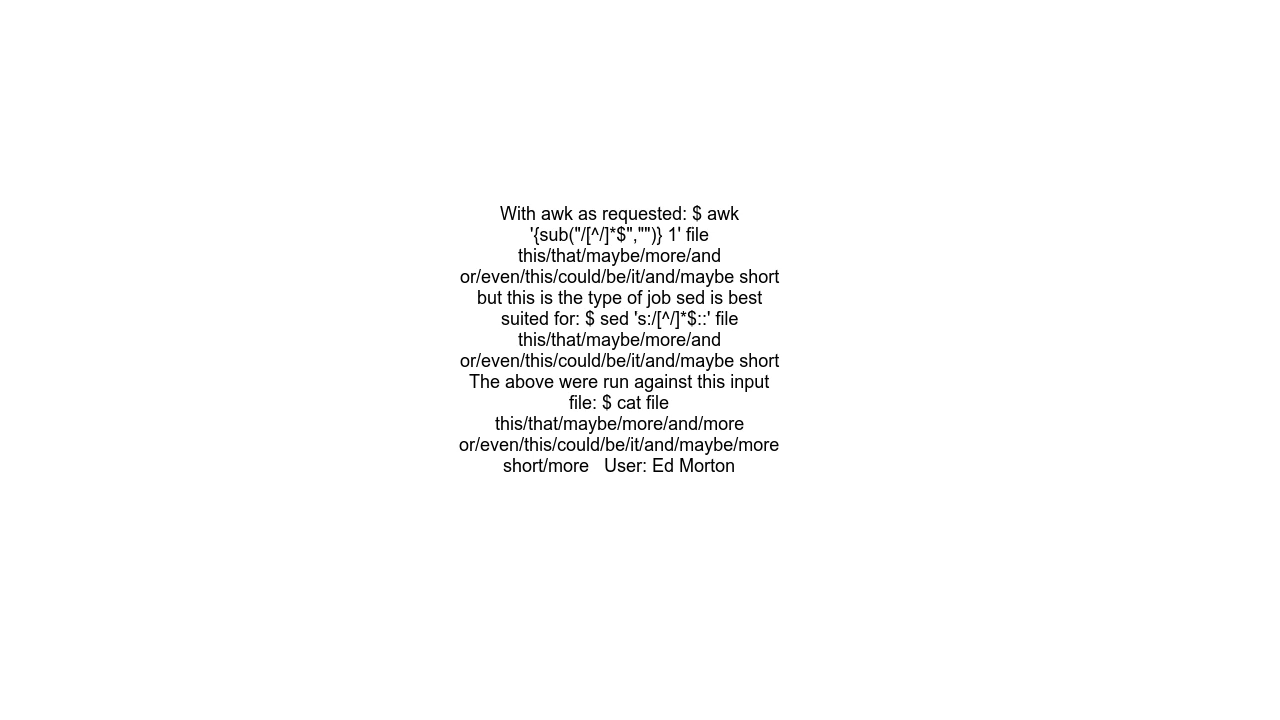 With awk as requested: $ awk
'{sub("/[^/]*$","")} 1' file
this/that/maybe/more/and
or/even/this/could/be/it/and/maybe short
but this is the type of job sed is best
suited for: $ sed 's:/[^/]*$::' file
this/that/maybe/more/and
or/even/this/could/be/it/and/maybe short
The above were run against this input
file: $ cat file
this/that/maybe/more/and/more
or/even/this/could/be/it/and/maybe/more
short/more   User: Ed Morton